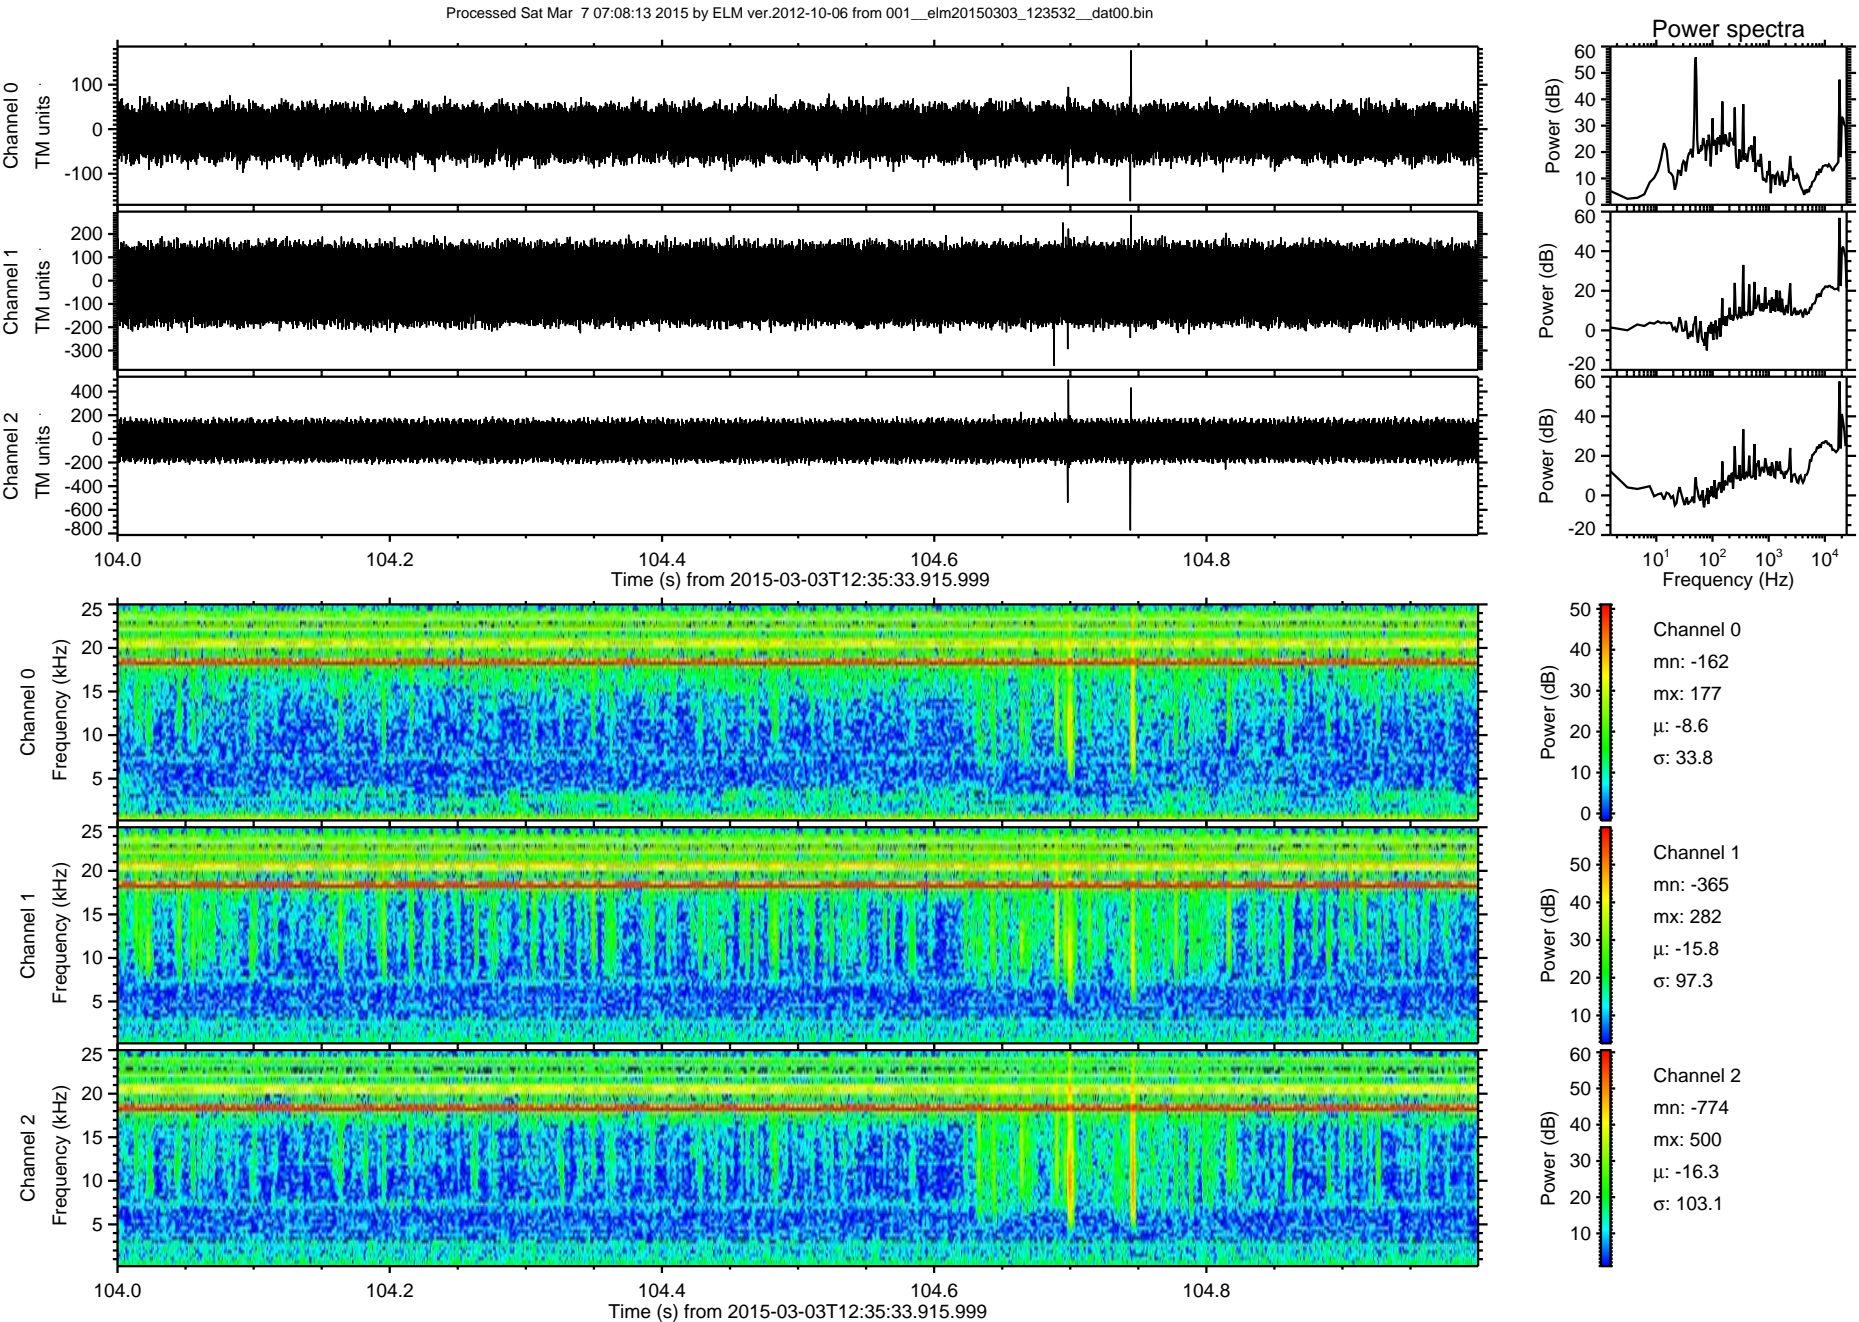 Processed Sat Mar  7 07:08:13 2015 by ELM ver.2012-10-06 from 001__elm20150303_123532__dat00.bin
Power spectra
Channel 0
TM units
100
0
-100
Power (dB)
60
50
40
30
20
10
0
Channel 1
TM units
200
100
0
-100
-200
-300
Power (dB)
60
40
20
0
-20
Channel 2
TM units
400
200
0
-200
-400
-600
-800
Power (dB)
60
40
20
0
-20
104.0 104.2 104.4 104.6 104.8
Time (s) from 2015-03-03T12:35:33.915.999
10¹ 10² 10³ 10⁴
Frequency (Hz)
Channel 0
Frequency (kHz)
25
20
15
10
5
Power (dB)
50
40
30
20
10
0
Channel 0
mn: -162
mx: 177
μ: -8.6
σ: 33.8
Channel 1
Frequency (kHz)
25
20
15
10
5
Power (dB)
50
40
30
20
10
Channel 1
mn: -365
mx: 282
μ: -15.8
σ: 97.3
Channel 2
Frequency (kHz)
25
20
15
10
5
Power (dB)
60
50
40
30
20
10
Channel 2
mn: -774
mx: 500
μ: -16.3
σ: 103.1
104.0 104.2 104.4 104.6 104.8
Time (s) from 2015-03-03T12:35:33.915.999